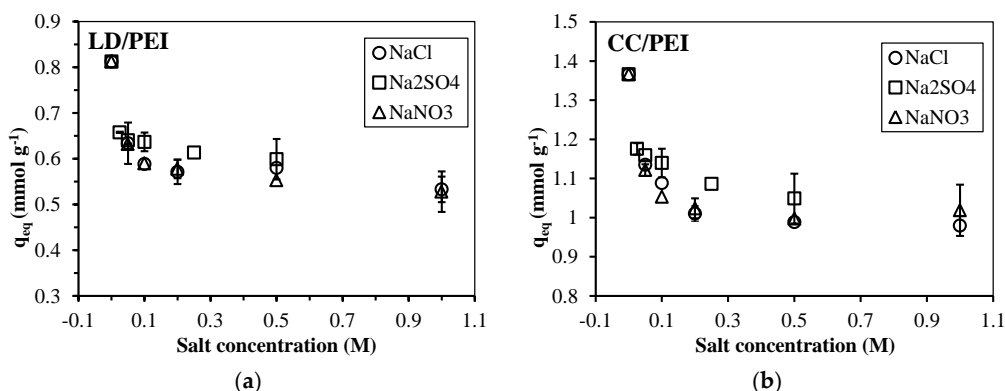 LD/PEI
NaCl
Na2SO4
NaNO3
0.9
0.8
0.7
0.6
0.5
0.4
0.3
-0.1 0.1 0.3 0.5 0.7 0.9 1.1
q_eq (mmol g⁻¹)
Salt concentration (M)
(a)
CC/PEI
NaCl
Na2SO4
NaNO3
1.5
1.4
1.3
1.2
1.1
1
0.9
0.8
-0.1 0.1 0.3 0.5 0.7 0.9 1.1
q_eq (mmol g⁻¹)
Salt concentration (M)
(b)